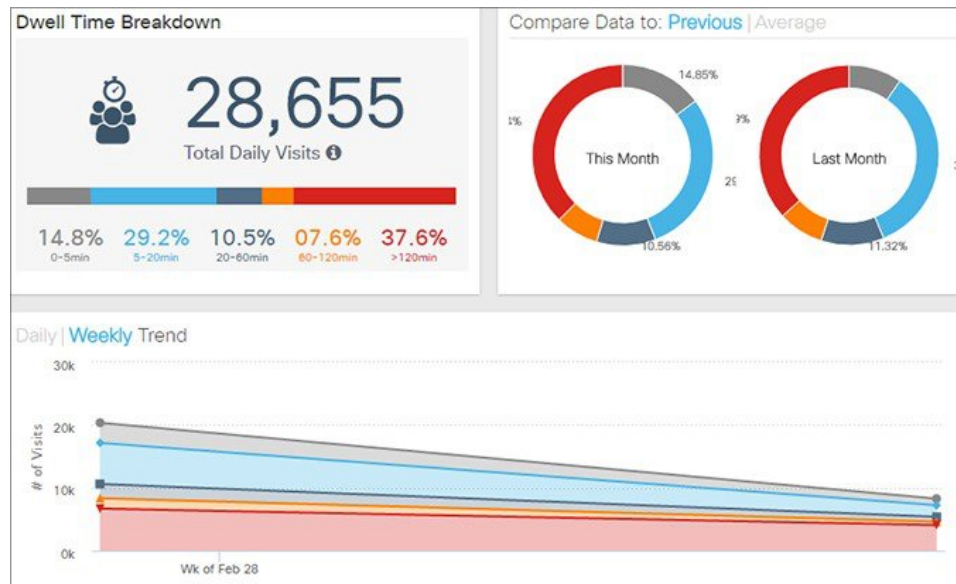 Dwell Time Breakdown
28,655
Total Daily Visits
14.8% 29.2% 10.5% 07.6% 37.6%
0-5min 5-20min 20-60min 60-120min >120min
Compare Data to: Previous | Average
14.85%
This Month
10.56%
9%
Last Month
11.32%
Daily | Weekly Trend
30k
20k
10k
0k
# of Visits
Wk of Feb 28